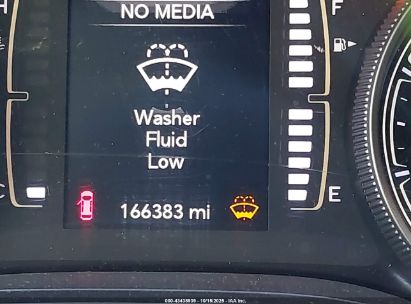 H
NO MEDIA
F
Washer
Fluid
Low
C
166383 mi
E